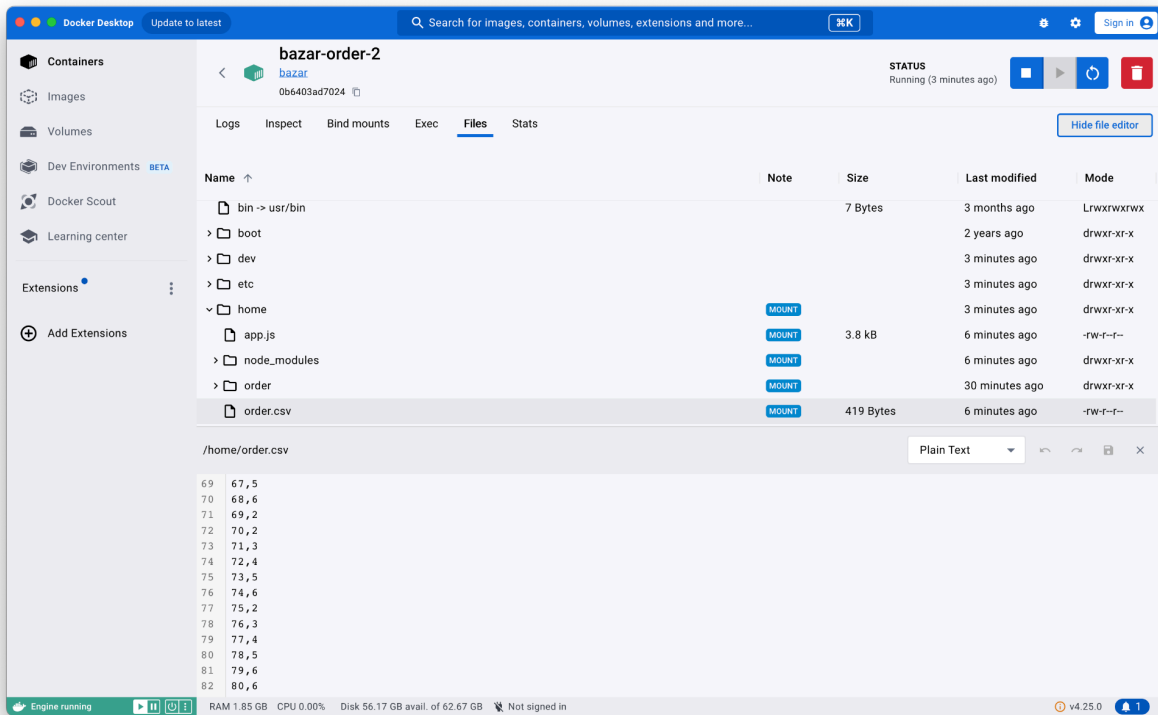 Docker Desktop Update to latest Search for images, containers, volumes, extensions and more... ⌘K Sign in
Containers
Images
Volumes
Dev Environments BETA
Docker Scout
Learning center
Extensions
Add Extensions
bazar-order-2
bazar
0b6403ad7024
STATUS
Running (3 minutes ago)
Logs Inspect Bind mounts Exec Files Stats Hide file editor
Name Note Size Last modified Mode
bin -> usr/bin 7 Bytes 3 months ago Lrwxrwxrwx
boot 2 years ago drwxr-xr-x
dev 3 minutes ago drwxr-xr-x
etc 3 minutes ago drwxr-xr-x
home MOUNT 3 minutes ago drwxr-xr-x
app.js MOUNT 3.8 kB 6 minutes ago -rw-r--r--
node_modules MOUNT 6 minutes ago drwxr-xr-x
order MOUNT 30 minutes ago drwxr-xr-x
order.csv MOUNT 419 Bytes 6 minutes ago -rw-r--r--
/home/order.csv Plain Text
69 67,5
70 68,6
71 69,2
72 70,2
73 71,3
74 72,4
75 73,5
76 74,6
77 75,2
78 76,3
79 77,4
80 78,5
81 79,6
82 80,6
Engine running RAM 1.85 GB CPU 0.00% Disk 56.17 GB avail. of 62.67 GB Not signed in v4.25.0 1